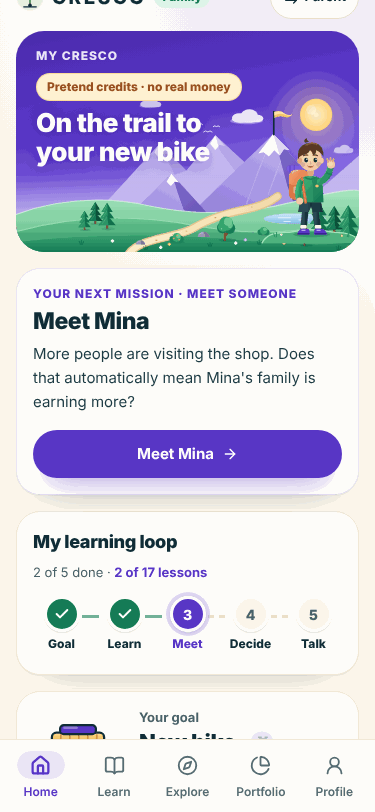 MY CRESCO
Pretend credits · no real money
On the trail to
your new bike
YOUR NEXT MISSION · MEET SOMEONE
Meet Mina
More people are visiting the shop. Does
that automatically mean Mina's family is
earning more?
Meet Mina →
My learning loop
2 of 5 done · 2 of 17 lessons
3 4 5
Goal Learn Meet Decide Talk
Your goal
Home Learn Explore Portfolio Profile